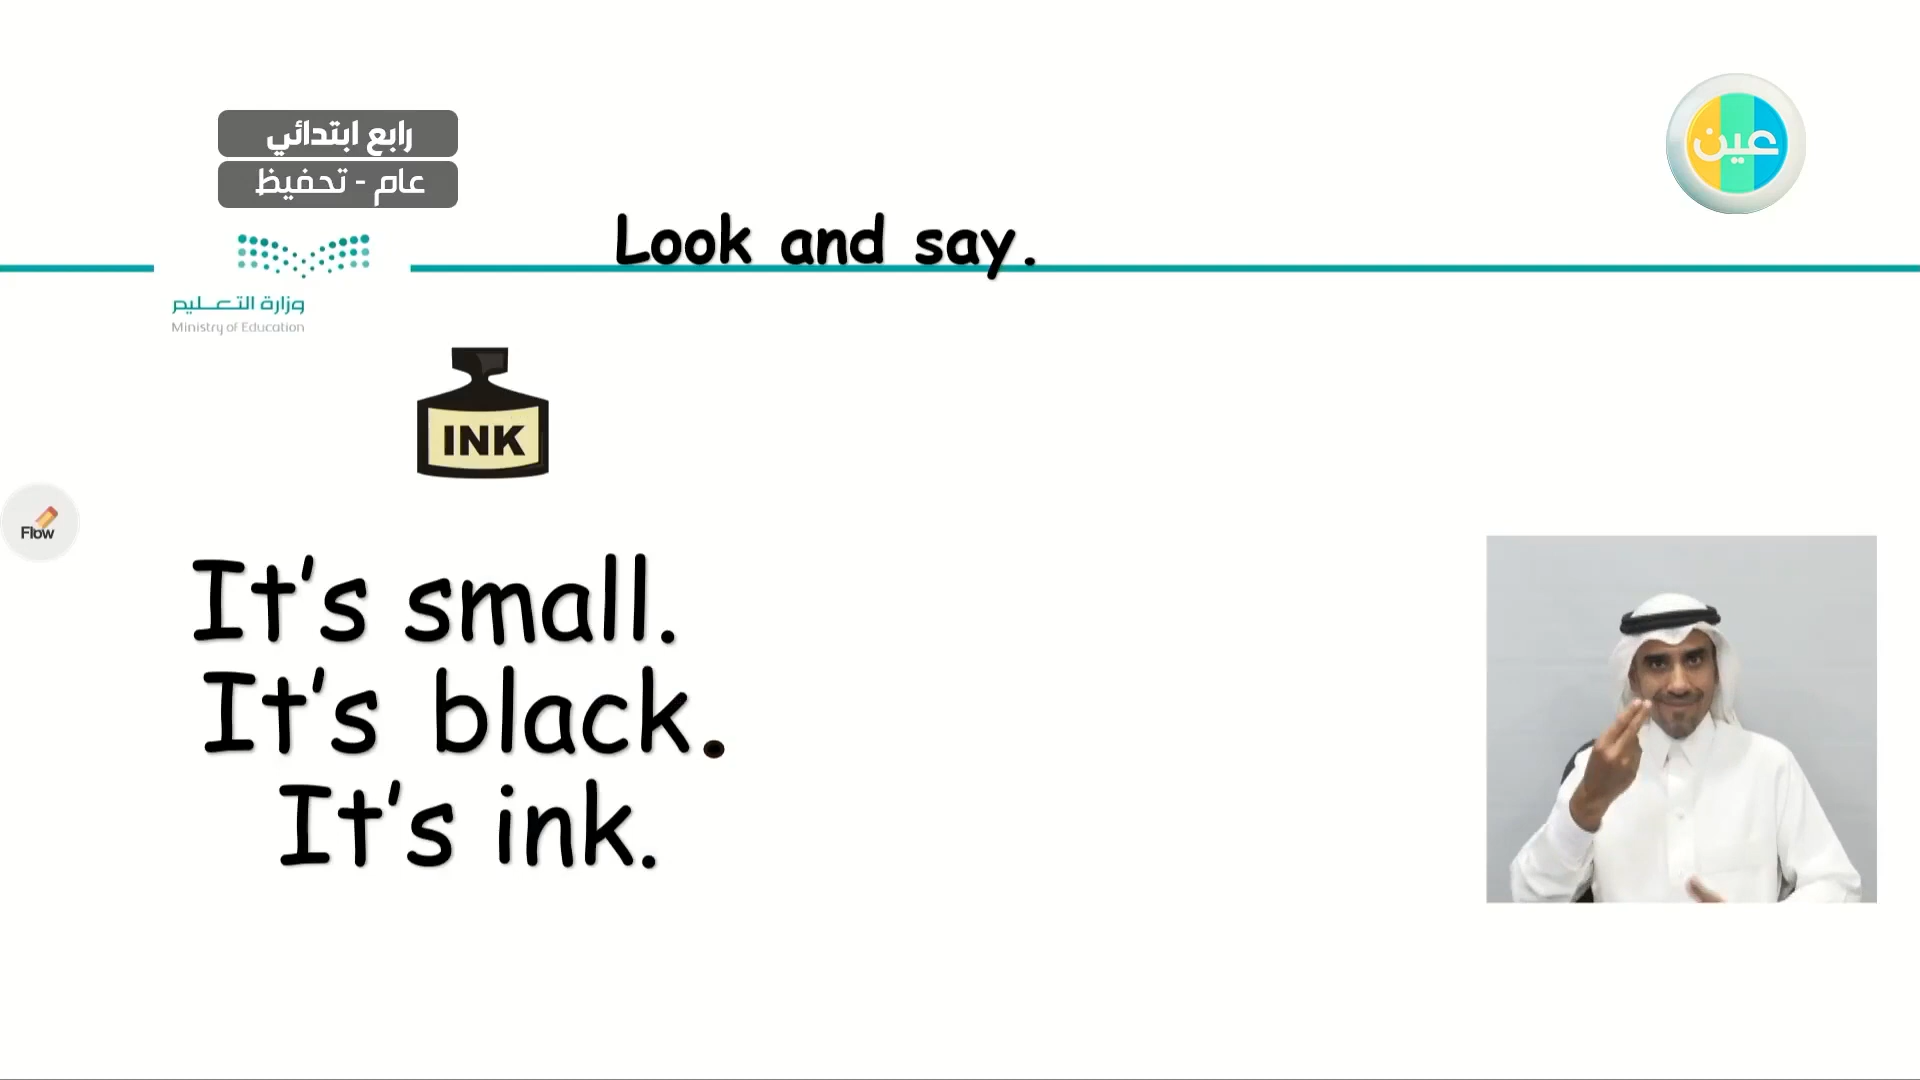 رابع ابتدائي
عام - تحفيظ
عين
Look and say.
وزارة التعليم
Ministry of Education
INK
Flow
It's small.
It's black.
It's ink.